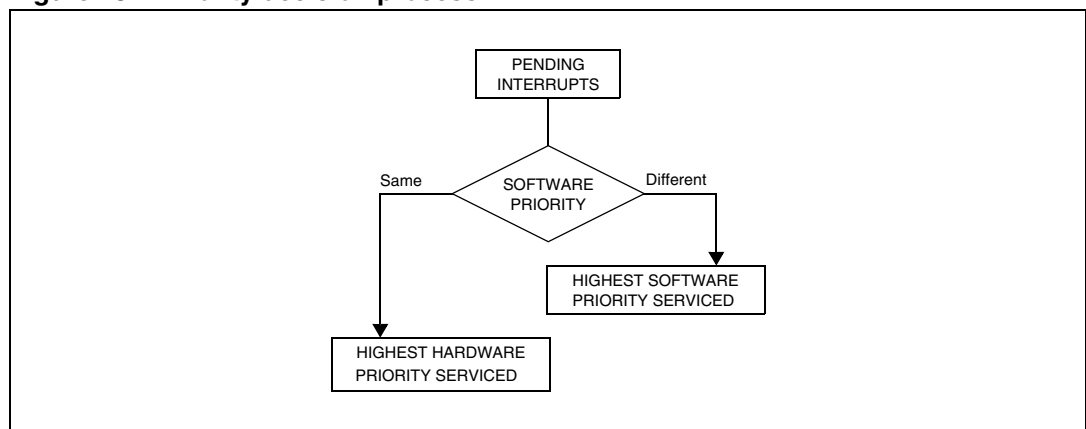 PENDING
INTERRUPTS
Same
SOFTWARE
PRIORITY
Different
HIGHEST SOFTWARE
PRIORITY SERVICED
HIGHEST HARDWARE
PRIORITY SERVICED